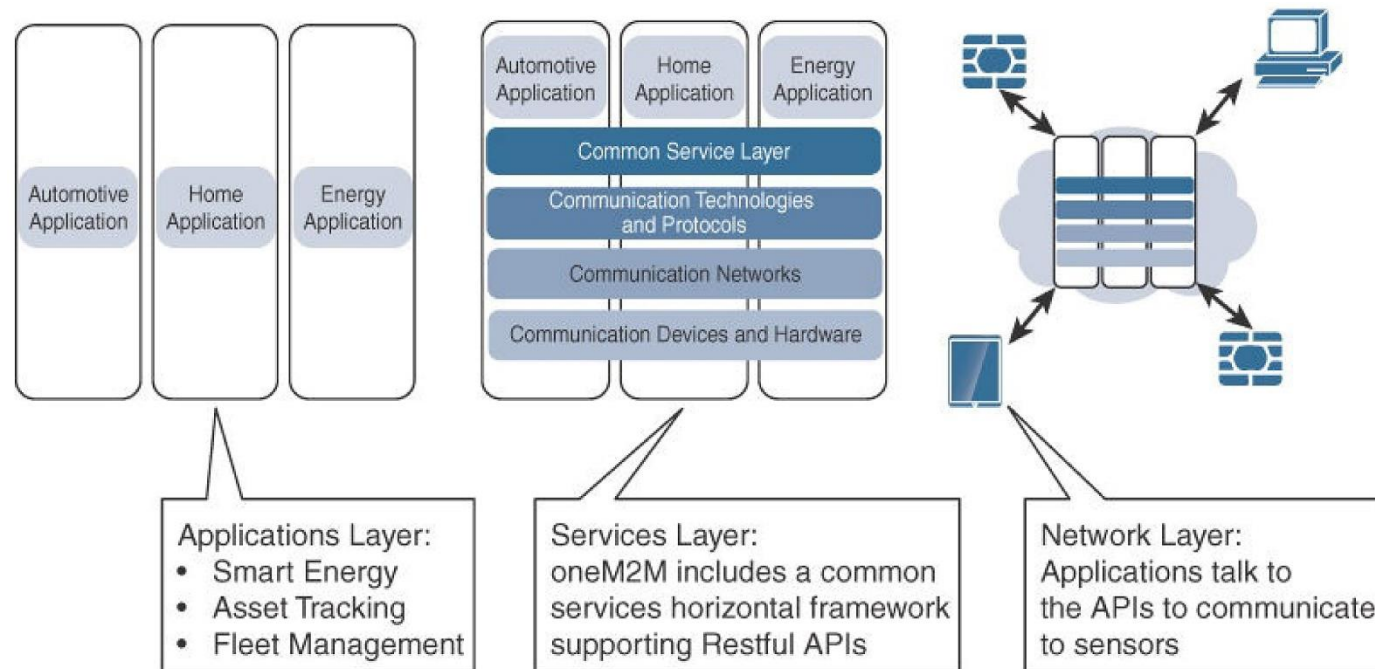 Automotive
Application
Home
Application
Energy
Application
Automotive
Application
Home
Application
Energy
Application
Common Service Layer
Communication Technologies
and Protocols
Communication Networks
Communication Devices and Hardware
Applications Layer:
• Smart Energy
• Asset Tracking
• Fleet Management
Services Layer:
oneM2M includes a common
services horizontal framework
supporting Restful APIs
Network Layer:
Applications talk to
the APIs to communicate
to sensors